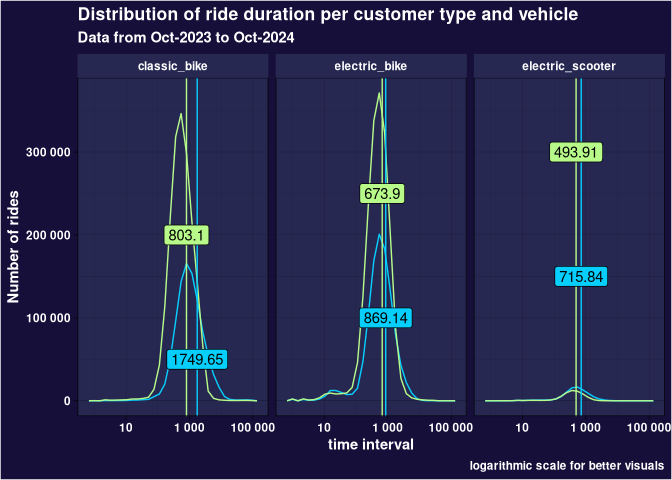 Distribution of ride duration per customer type and vehicle
Data from Oct-2023 to Oct-2024
classic_bike
electric_bike
electric_scooter
Number of rides
300 000
200 000
100 000
0
803.1
1749.65
673.9
869.14
493.91
715.84
10 1 000 100 000
10 1 000 100 000
10 1 000 100 000
time interval
logarithmic scale for better visuals